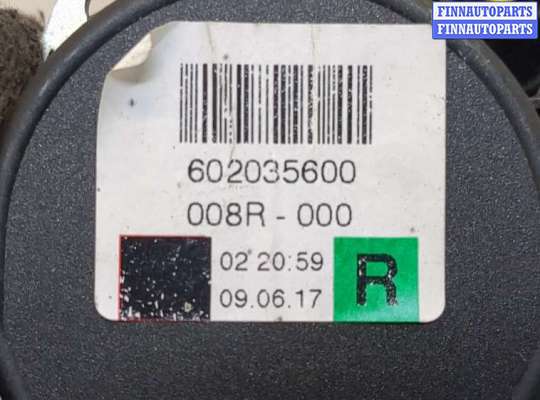 FINNAUTOPARTS
FINNAUTOPARTS
602035600
008R - 000
02 20:59
09.06.17
R